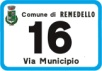 Comune di REMEDELLO
16
Via Municipio